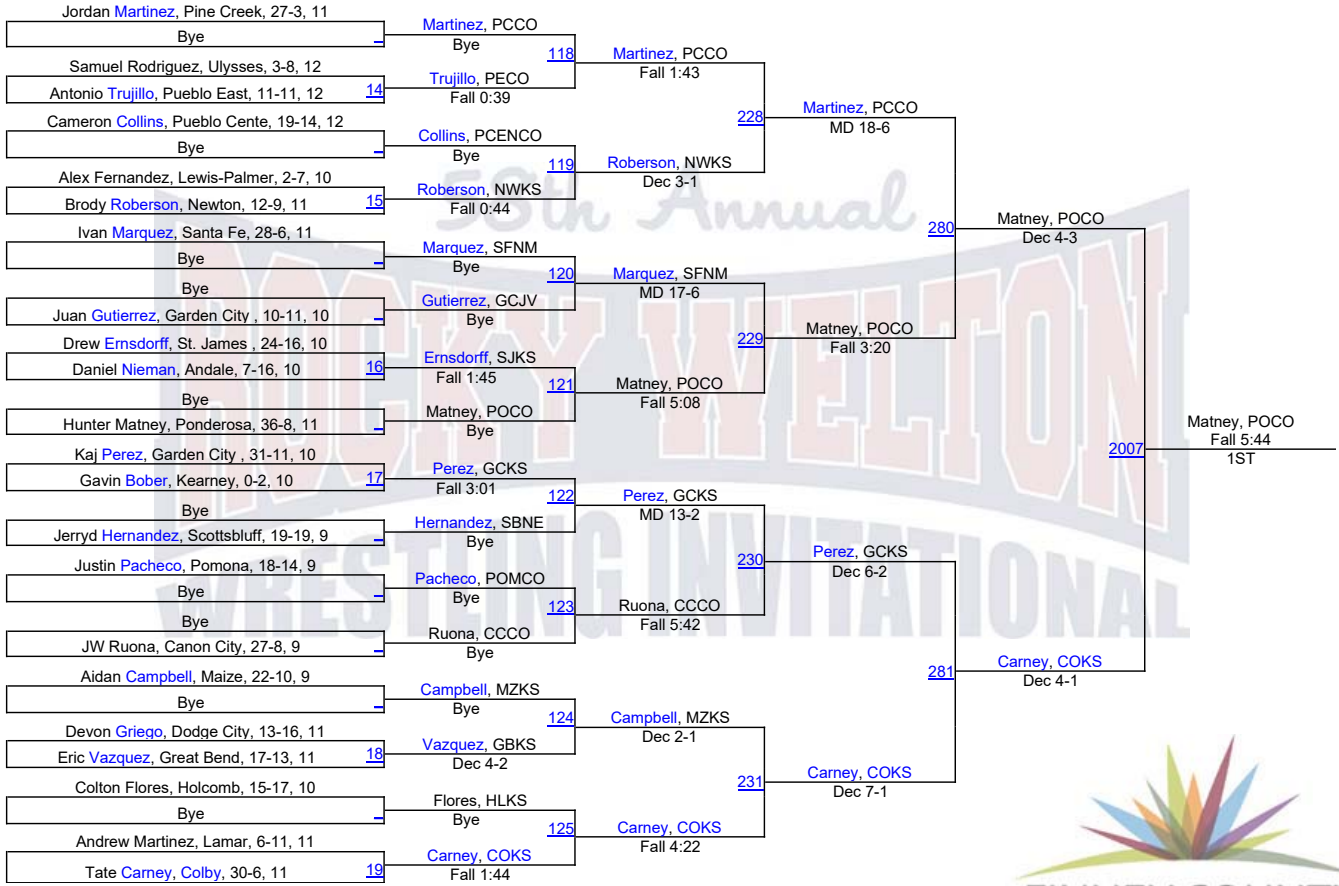 Jordan Martinez, Pine Creek, 27-3, 11
Bye
Samuel Rodriguez, Ulysses, 3-8, 12
14
Antonio Trujillo, Pueblo East, 11-11, 12
Cameron Collins, Pueblo Cente, 19-14, 12
Bye
Alex Fernandez, Lewis-Palmer, 2-7, 10
15
Brody Roberson, Newton, 12-9, 11
Ivan Marquez, Santa Fe, 28-6, 11
Bye
Bye
Juan Gutierrez, Garden City , 10-11, 10
Drew Ernsdorff, St. James , 24-16, 10
16
Daniel Nieman, Andale, 7-16, 10
Bye
Hunter Matney, Ponderosa, 36-8, 11
Kaj Perez, Garden City , 31-11, 10
17
Gavin Bober, Kearney, 0-2, 10
Bye
Jerryd Hernandez, Scottsbluff, 19-19, 9
Justin Pacheco, Pomona, 18-14, 9
Bye
Bye
JW Ruona, Canon City, 27-8, 9
Aidan Campbell, Maize, 22-10, 9
Bye
Devon Griego, Dodge City, 13-16, 11
18
Eric Vazquez, Great Bend, 17-13, 11
Colton Flores, Holcomb, 15-17, 10
Bye
Andrew Martinez, Lamar, 6-11, 11
19
Tate Carney, Colby, 30-6, 11
Martinez, PCCO
Bye
118
Trujillo, PECO
Fall 0:39
Collins, PCENCO
Bye
119
Roberson, NWKS
Fall 0:44
Marquez, SFNM
Bye
120
Gutierrez, GCJV
Bye
Ernsdorff, SJKS
Fall 1:45
121
Matney, POCO
Bye
Perez, GCKS
Fall 3:01
122
Hernandez, SBNE
Bye
Pacheco, POMCO
Bye
123
Ruona, CCCO
Bye
Campbell, MZKS
Bye
124
Vazquez, GBKS
Dec 4-2
Flores, HLKS
Bye
125
Carney, COKS
Fall 1:44
Martinez, PCCO
Fall 1:43
228
Roberson, NWKS
Dec 3-1
Marquez, SFNM
MD 17-6
229
Matney, POCO
Fall 5:08
Perez, GCKS
MD 13-2
230
Ruona, CCCO
Fall 5:42
Campbell, MZKS
Dec 2-1
231
Carney, COKS
Fall 4:22
Martinez, PCCO
MD 18-6
280
Matney, POCO
Fall 3:20
Perez, GCKS
Dec 6-2
281
Carney, COKS
Dec 7-1
Matney, POCO
Dec 4-3
2007
Carney, COKS
Dec 4-1
Matney, POCO
Fall 5:44
1ST
58th Annual
ROCKY WELTON
WRESTLING INVITATIONAL